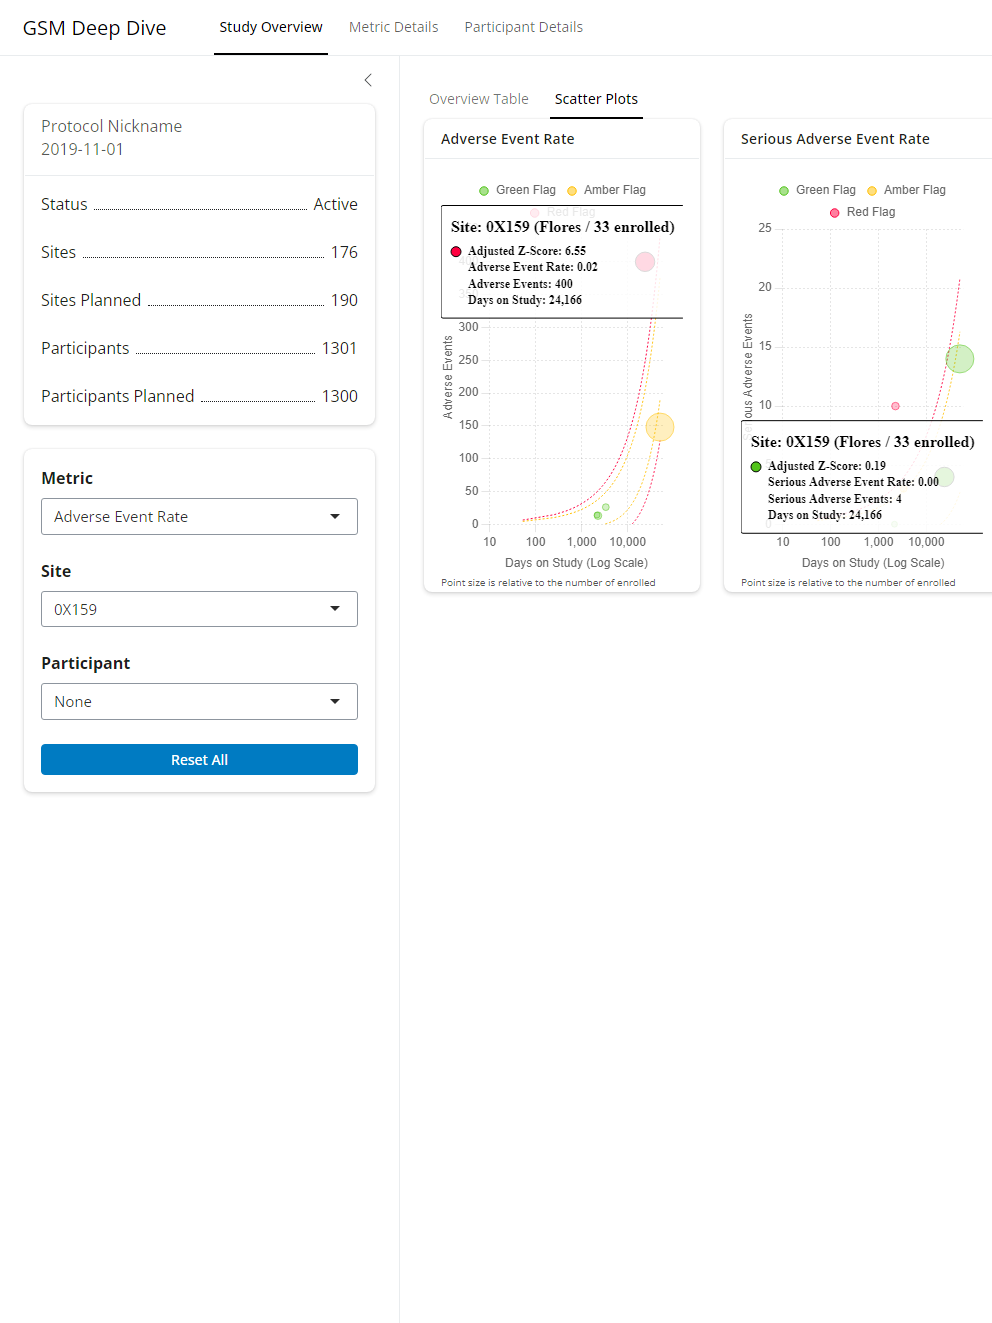 GSM Deep Dive
Study Overview
Metric Details
Participant Details
Protocol Nickname
2019-11-01
Status Active
Sites 176
Sites Planned 190
Participants 1301
Participants Planned 1300
Metric
Adverse Event Rate
Site
0X159
Participant
None
Reset All
Overview Table
Scatter Plots
Adverse Event Rate
Green Flag
Amber Flag
Red Flag
Site: 0X159 (Flores / 33 enrolled)
Adjusted Z-Score: 6.55
Adverse Event Rate: 0.02
Adverse Events: 400
Days on Study: 24,166
300
250
200
150
100
50
0
Adverse Events
10 100 1,000 10,000
Days on Study (Log Scale)
Point size is relative to the number of enrolled
Serious Adverse Event Rate
Green Flag
Amber Flag
Red Flag
25
20
15
10
Adverse Events
Site: 0X159 (Flores / 33 enrolled)
Adjusted Z-Score: 0.19
Serious Adverse Event Rate: 0.00
Serious Adverse Events: 4
Days on Study: 24,166
10 100 1,000 10,000
Days on Study (Log Scale)
Point size is relative to the number of enrolled